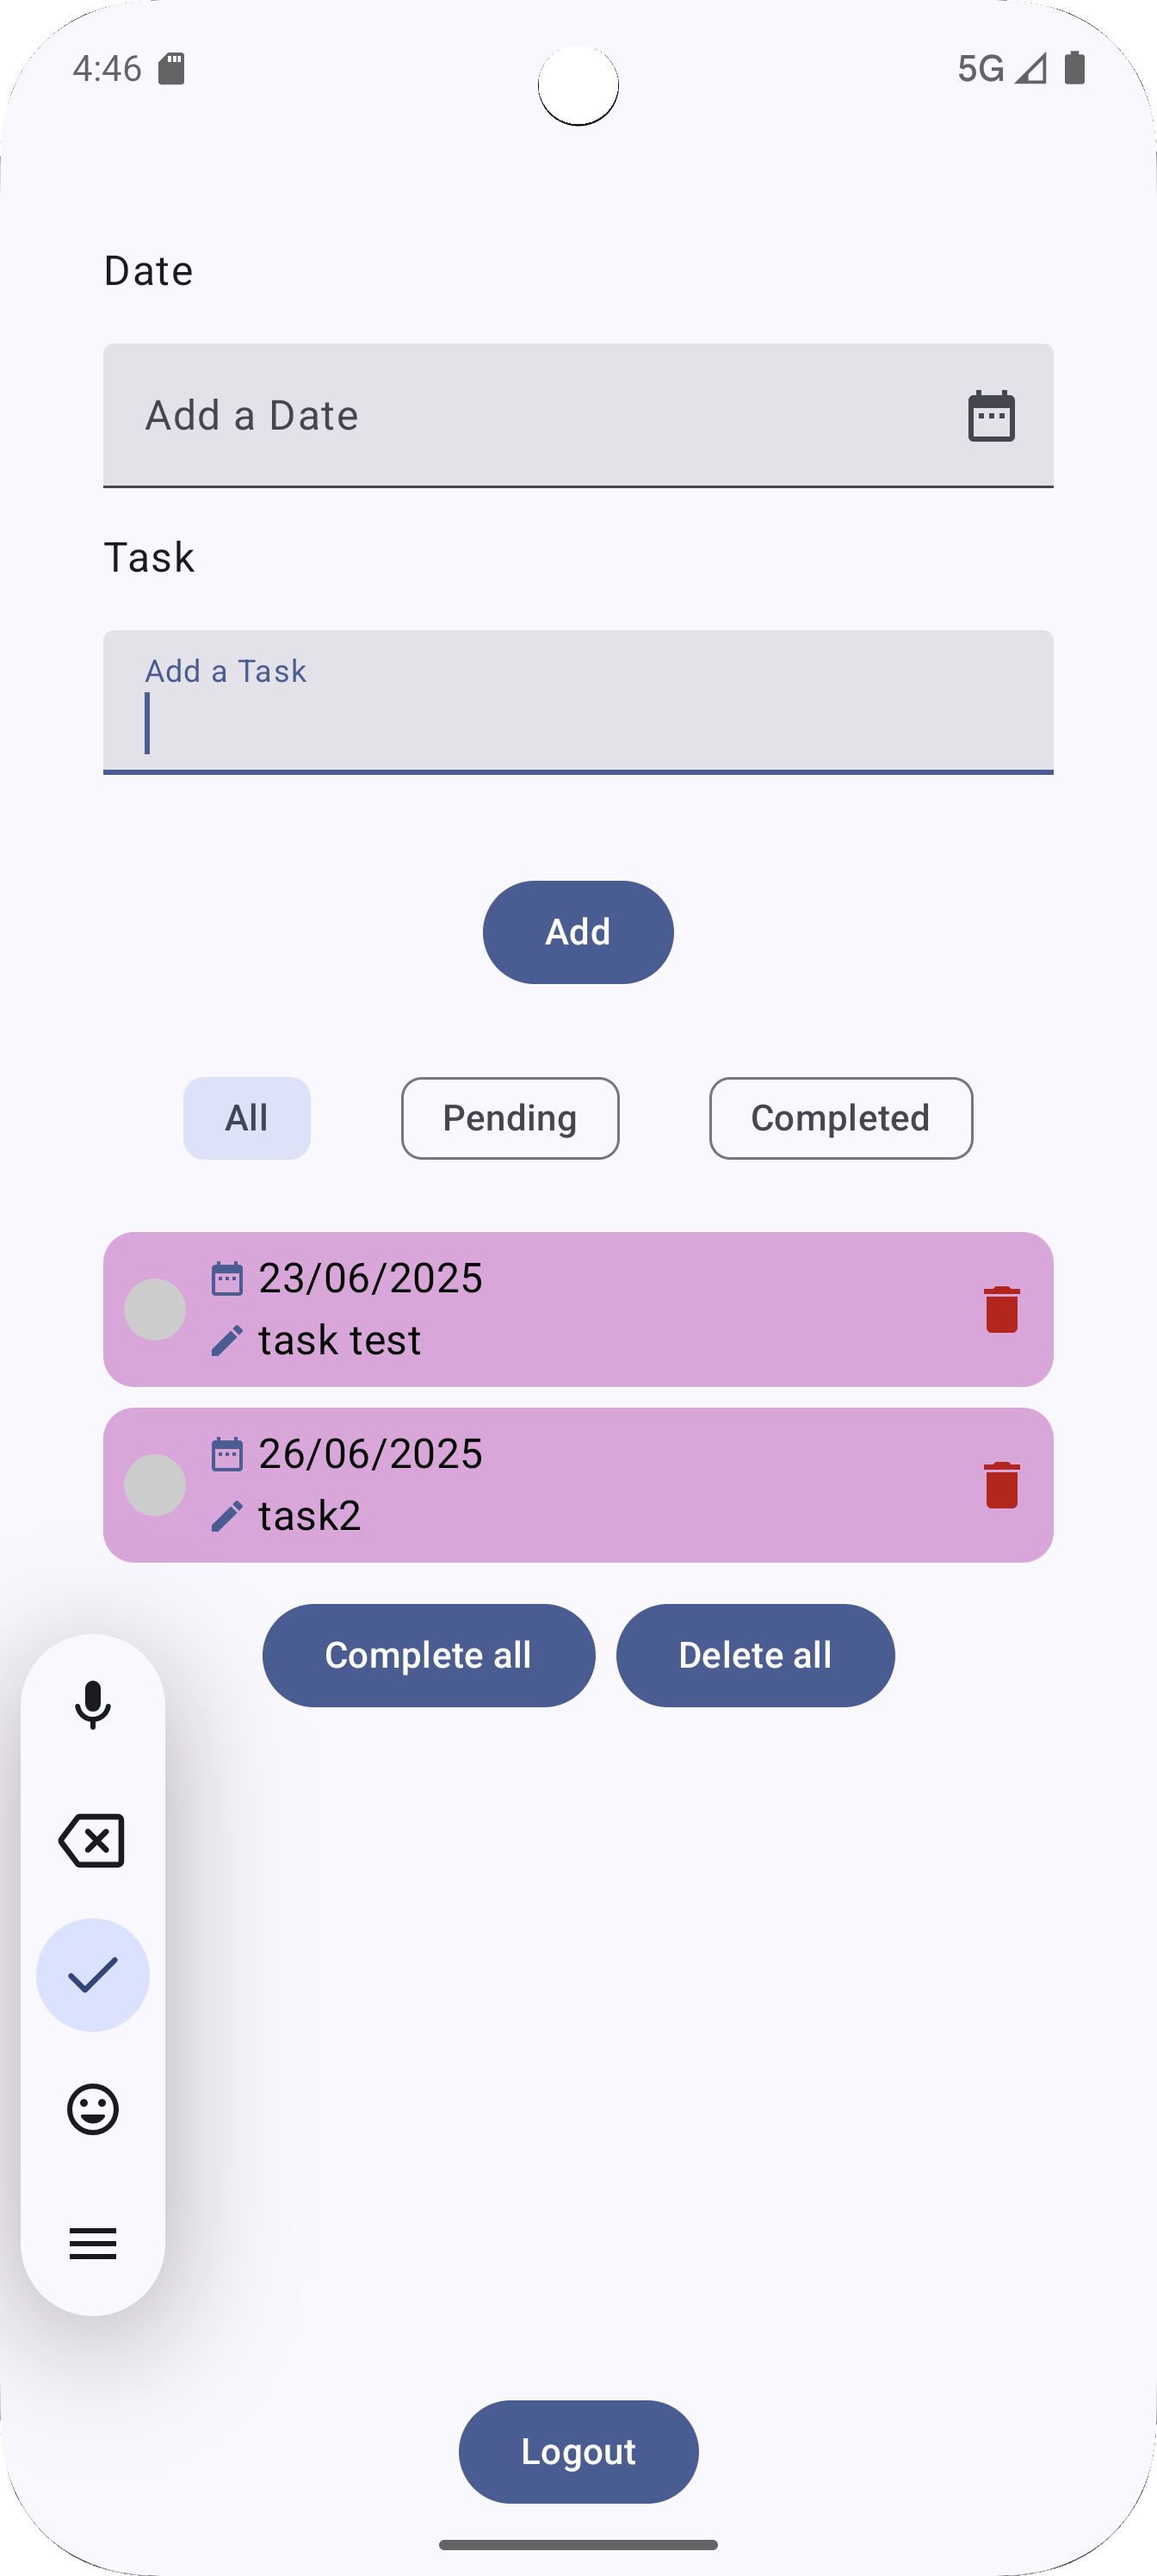 4:46 5G
Date
Add a Date
Task
Add a Task
Add
All Pending Completed
23/06/2025
task test
26/06/2025
task2
Complete all Delete all
Logout